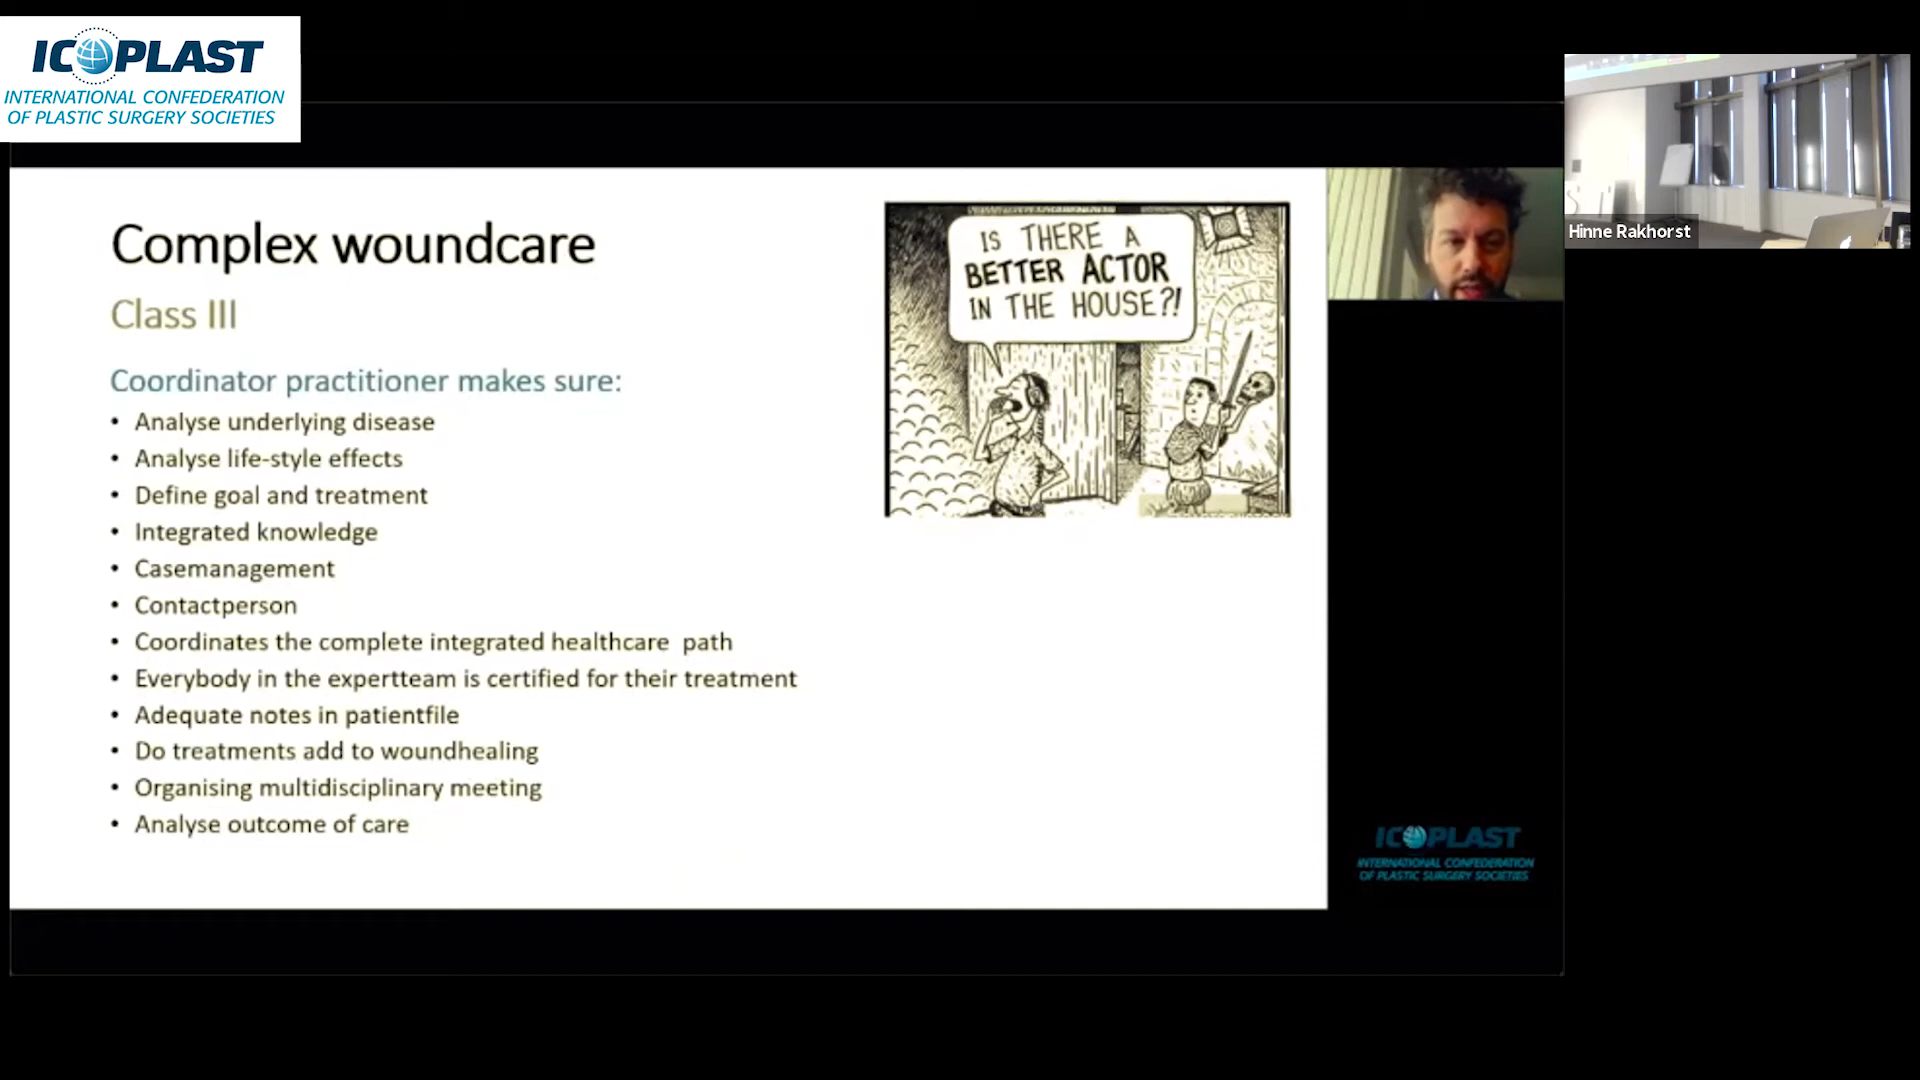 ICOPLAST
INTERNATIONAL CONFEDERATION
OF PLASTIC SURGERY SOCIETIES
Hinne Rakhorst
Complex woundcare
Class III
Coordinator practitioner makes sure:
• Analyse underlying disease
• Analyse life-style effects
• Define goal and treatment
• Integrated knowledge
• Casemanagement
• Contactperson
• Coordinates the complete integrated healthcare path
• Everybody in the expertteam is certified for their treatment
• Adequate notes in patientfile
• Do treatments add to woundhealing
• Organising multidisciplinary meeting
• Analyse outcome of care
IS THERE A
BETTER ACTOR
IN THE HOUSE?!
ICOPLAST
INTERNATIONAL CONFEDERATION
OF PLASTIC SURGERY SOCIETIES